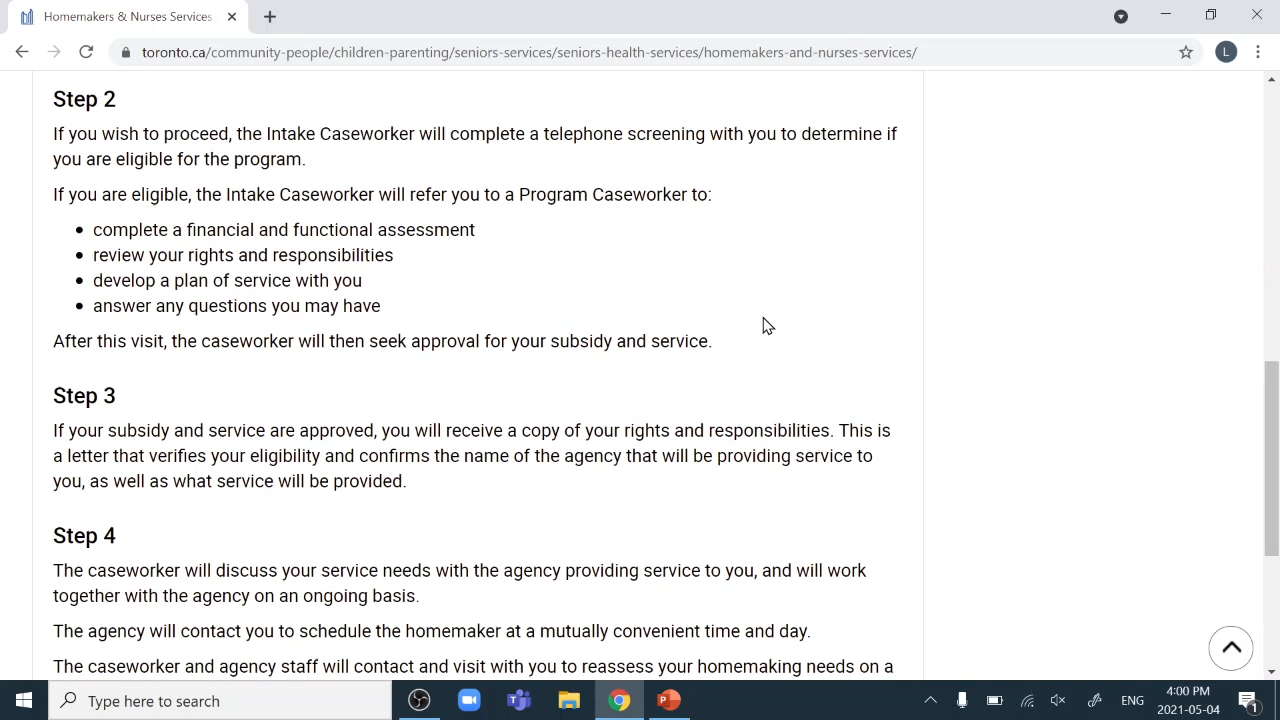 Homemakers & Nurses Services
toronto.ca/community-people/children-parenting/seniors-services/seniors-health-services/homemakers-and-nurses-services/
L
Step 2
If you wish to proceed, the Intake Caseworker will complete a telephone screening with you to determine if
you are eligible for the program.
If you are eligible, the Intake Caseworker will refer you to a Program Caseworker to:
• complete a financial and functional assessment
• review your rights and responsibilities
• develop a plan of service with you
• answer any questions you may have
After this visit, the caseworker will then seek approval for your subsidy and service.
Step 3
If your subsidy and service are approved, you will receive a copy of your rights and responsibilities. This is
a letter that verifies your eligibility and confirms the name of the agency that will be providing service to
you, as well as what service will be provided.
Step 4
The caseworker will discuss your service needs with the agency providing service to you, and will work
together with the agency on an ongoing basis.
The agency will contact you to schedule the homemaker at a mutually convenient time and day.
The caseworker and agency staff will contact and visit with you to reassess your homemaking needs on a
Type here to search
ENG
4:00 PM
2021-05-04
1